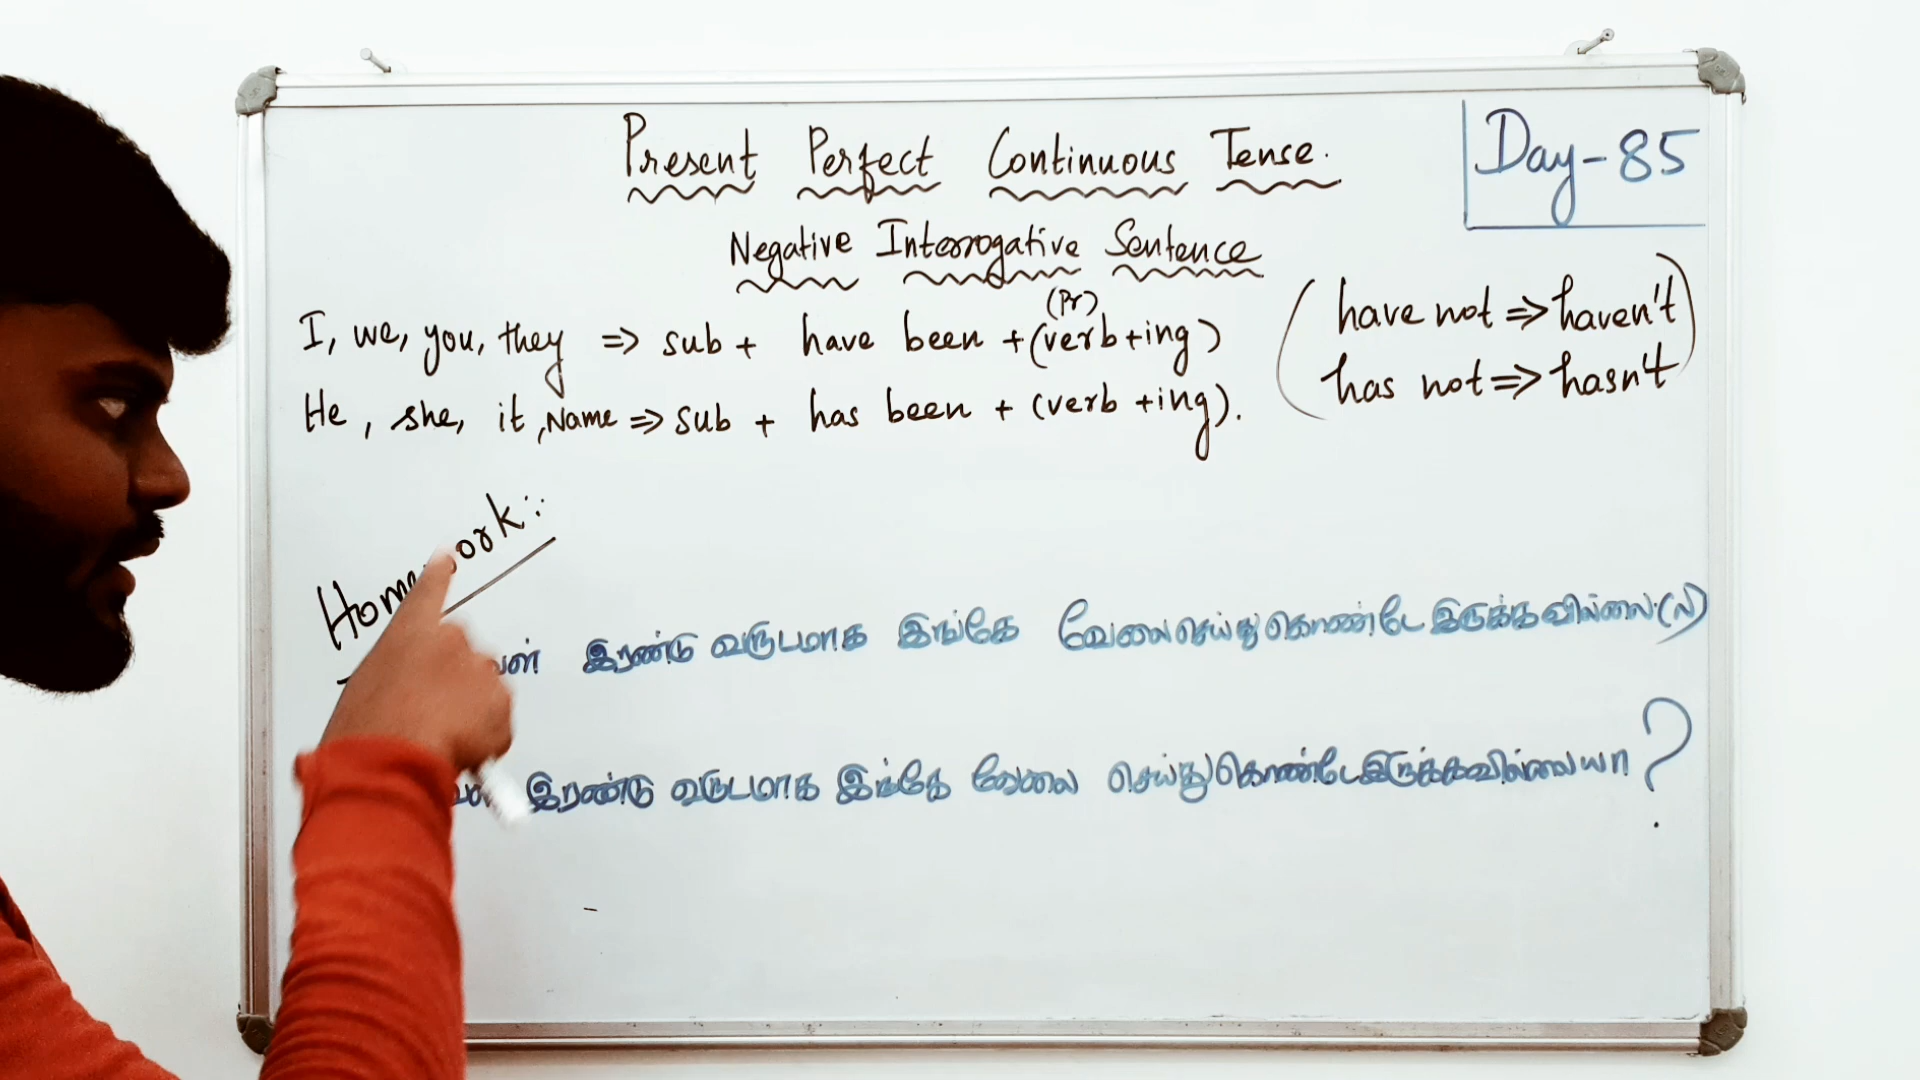 Present Perfect Continuous Tense.
Day-85
Negative Interrogative Sentence
(Pr)
I, we, you, they => sub + have been + (verb+ing)
He, she, it, Name => sub + has been + (verb +ing).
(have not => haven't
has not => hasn't)
Homework::
இரண்டு வருடமாக இங்கே வேலைசெய்துகொண்டே இருக்கவில்லை.(N)
இரண்டு வருடமாக இங்கே வேலை செய்துகொண்டேஇருக்கவில்லையா?